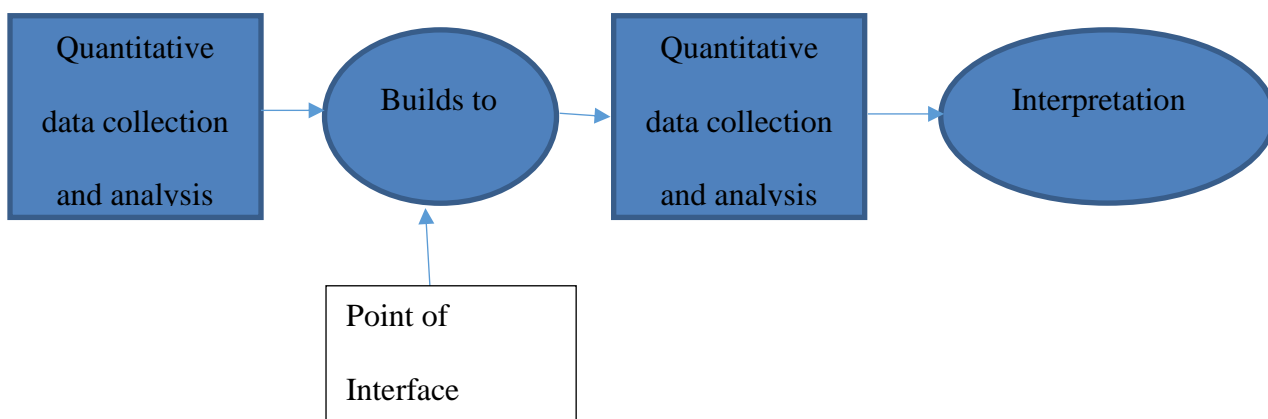 Quantitative
data collection
and analysis
Builds to
Quantitative
data collection
and analysis
Interpretation
Point of
Interface